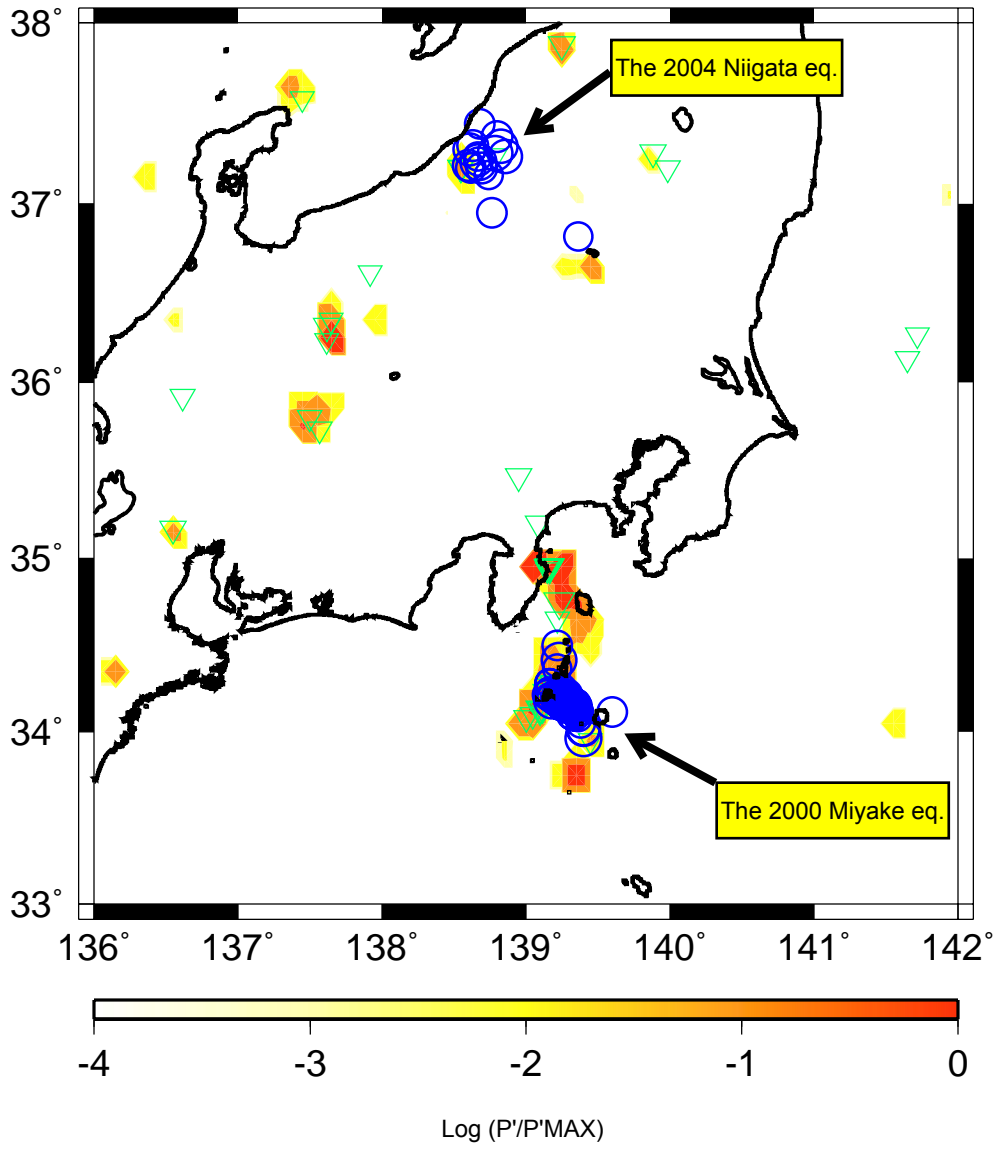 38˚
The 2004 Niigata eq.
37˚
36˚
35˚
34˚
The 2000 Miyake eq.
33˚
136˚ 137˚ 138˚ 139˚ 140˚ 141˚ 142˚
-4 -3 -2 -1 0
Log (P'/P'MAX)